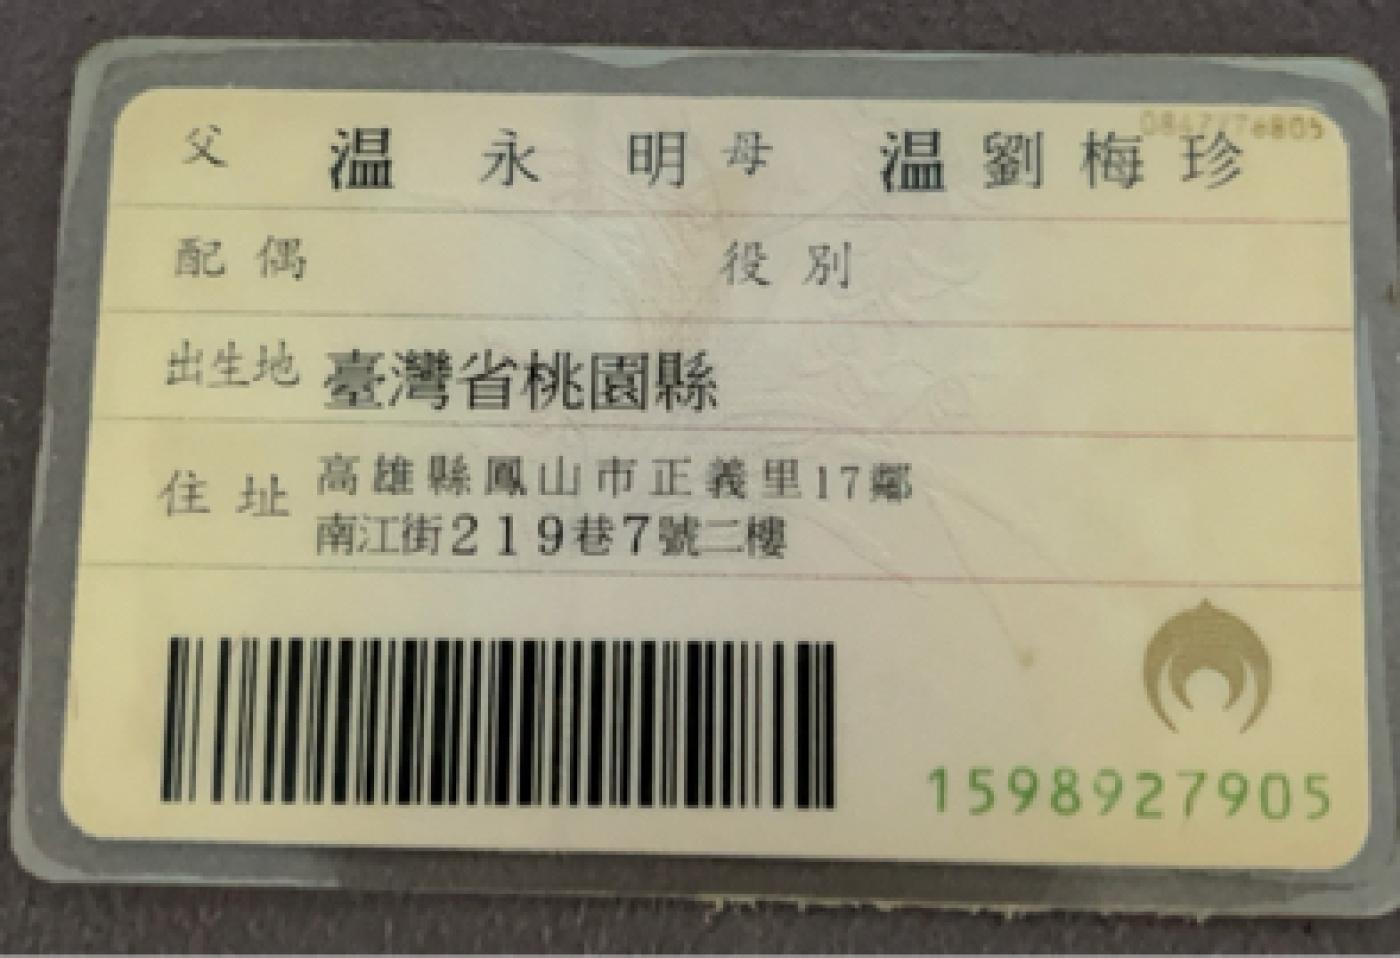 父 温永明 母 温劉梅珍
配偶 役別
出生地 臺灣省桃園縣
住址 高雄縣鳳山市正義里17鄰
南江街219巷7號二樓
1598927905